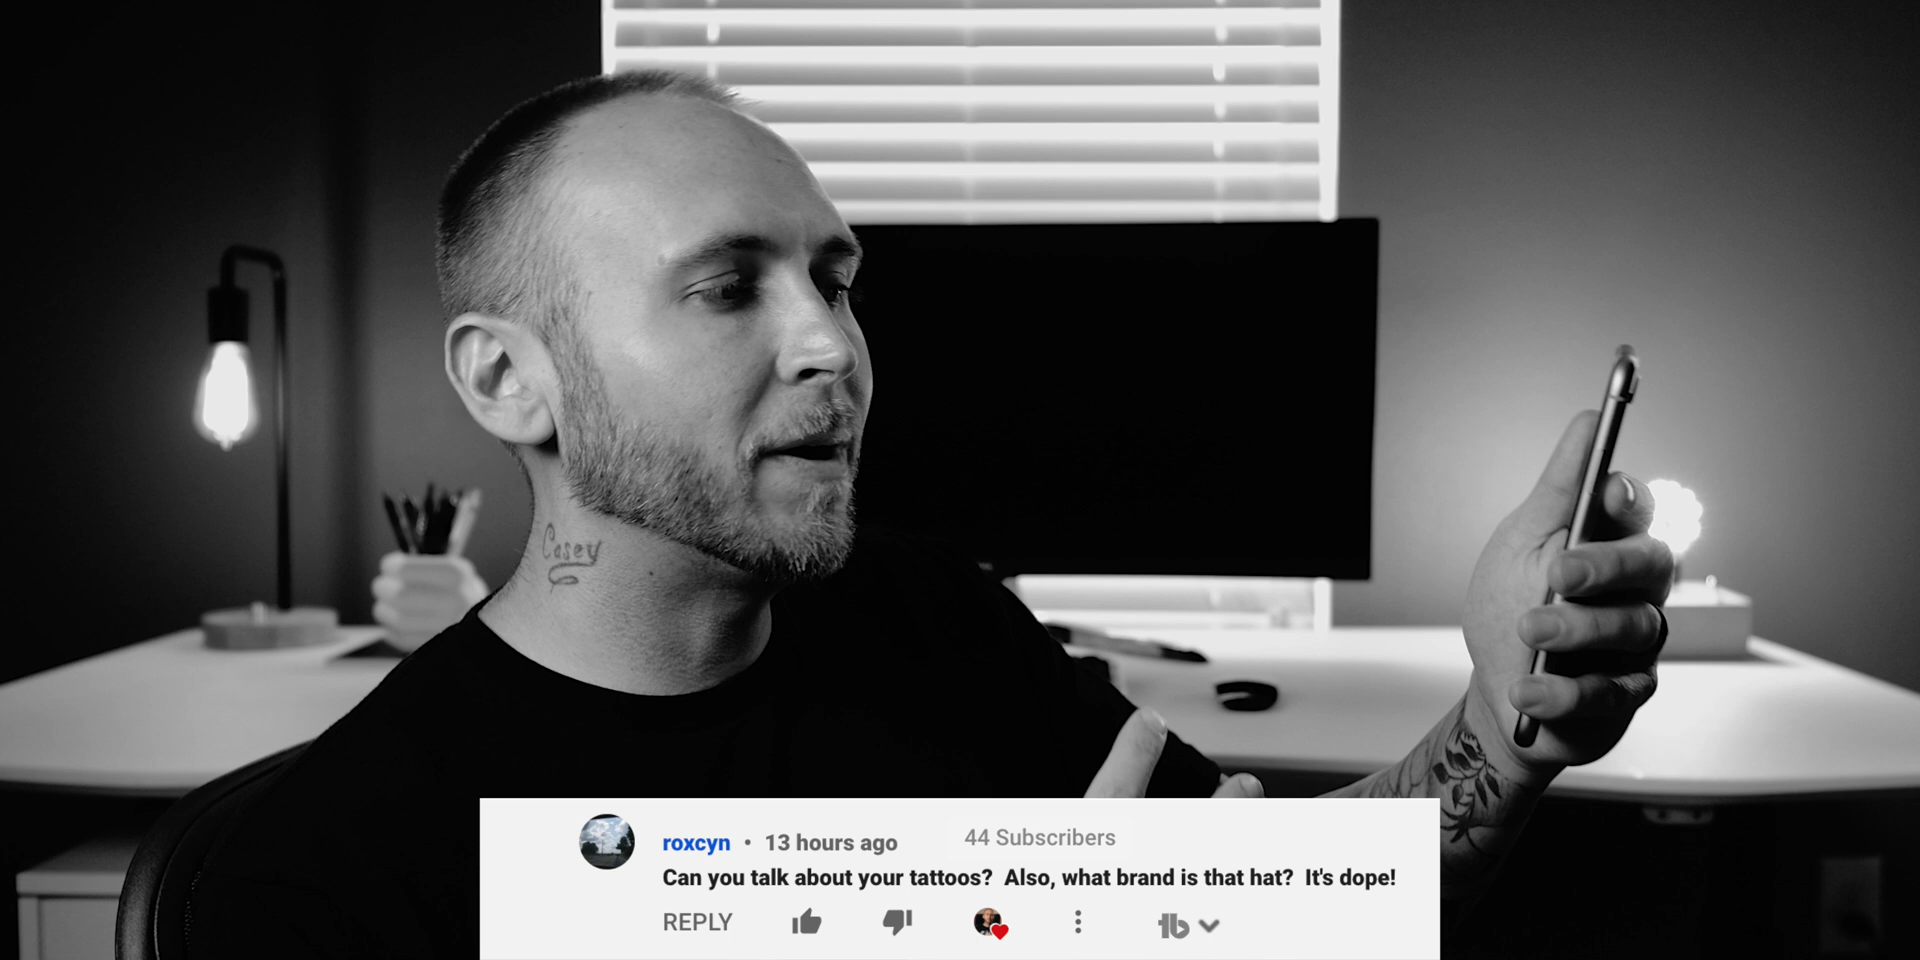 Casey
roxcyn • 13 hours ago 44 Subscribers
Can you talk about your tattoos? Also, what brand is that hat? It's dope!
REPLY
tb